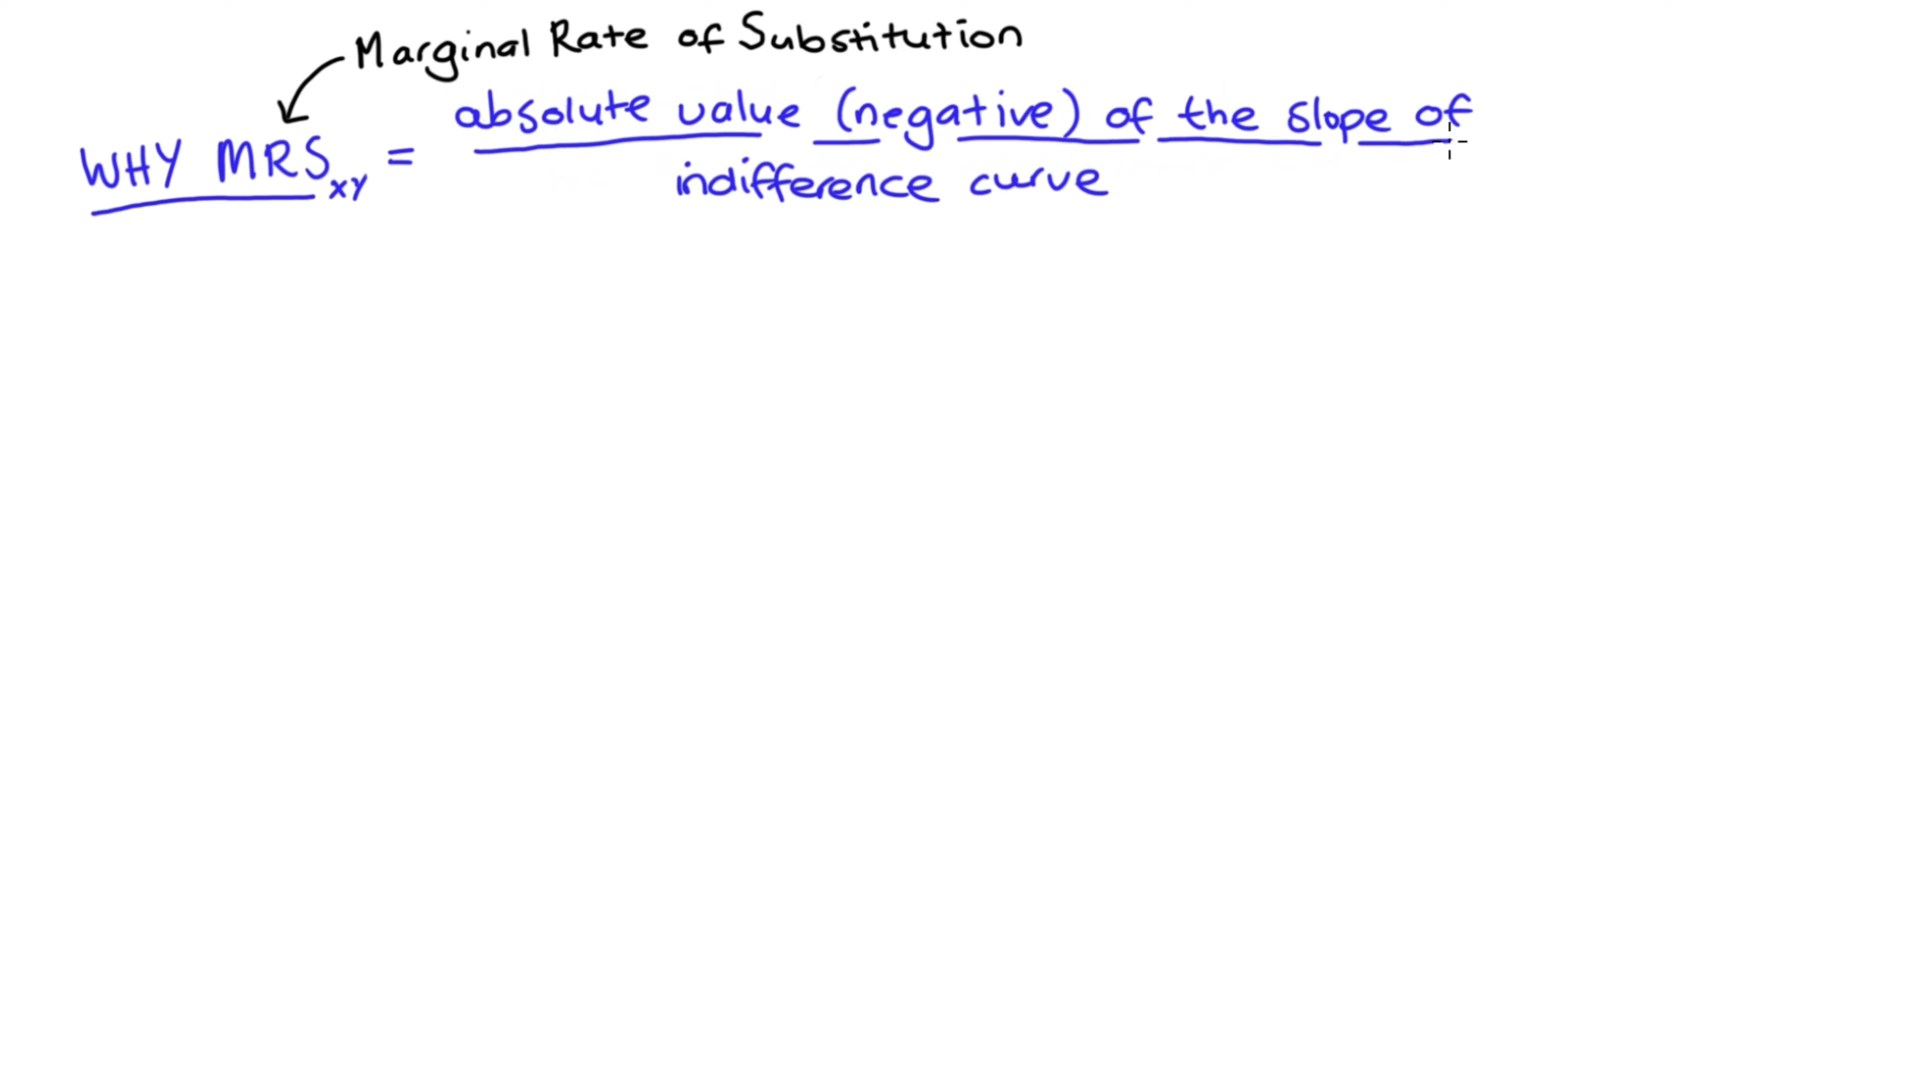 Marginal Rate of Substitution
absolute value (negative) of the slope of
WHY MRSxy =
indifference curve